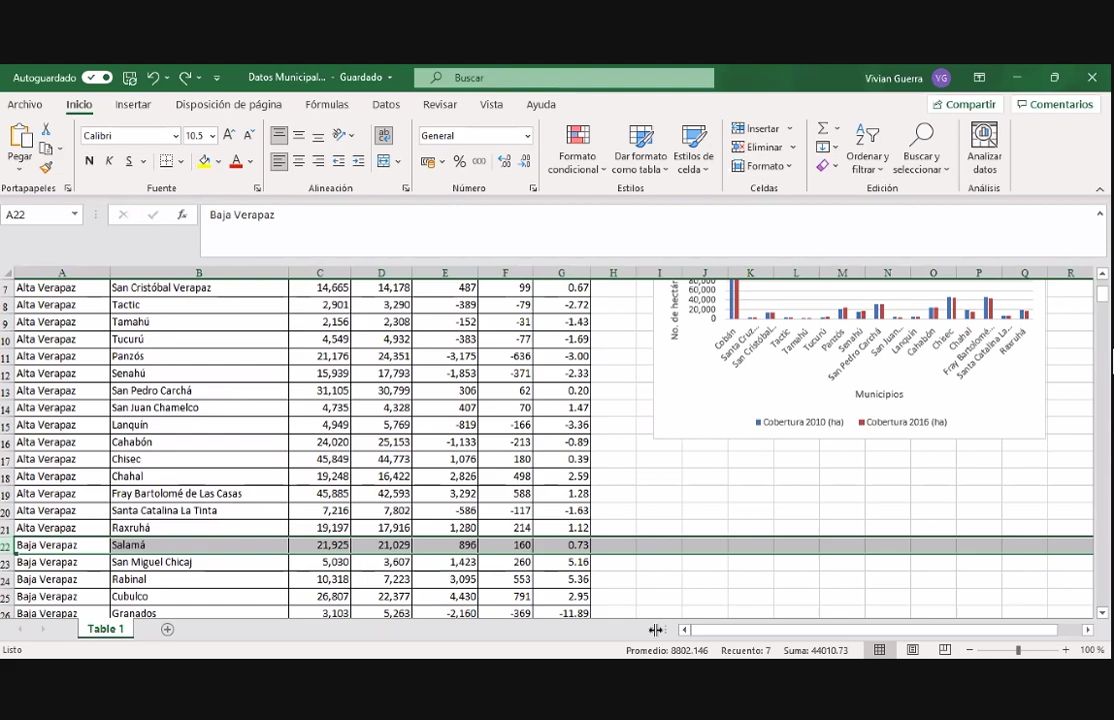 Autoguardado Datos Municipal... - Guardado Buscar Vivian Guerra VG
Archivo Inicio Insertar Disposición de página Fórmulas Datos Revisar Vista Ayuda Compartir Comentarios
Calibri 10.5 A A ab General Insertar
Pegar N K S A % 000 Formato condicional Dar formato como tabla Estilos de celda Eliminar Formato Ordenar y filtrar Buscar y seleccionar Analizar datos
Portapapeles Fuente Alineación Número Estilos Celdas Edición Análisis
A22 fx Baja Verapaz
A B C D E F G H I J K L M N O P Q R
7 Alta Verapaz San Cristóbal Verapaz 14,665 14,178 487 99 0.67
8 Alta Verapaz Tactic 2,901 3,290 -389 -79 -2.72
9 Alta Verapaz Tamahú 2,156 2,308 -152 -31 -1.43
10 Alta Verapaz Tucurú 4,549 4,932 -383 -77 -1.69
11 Alta Verapaz Panzós 21,176 24,351 -3,175 -636 -3.00
12 Alta Verapaz Senahú 15,939 17,793 -1,853 -371 -2.33
13 Alta Verapaz San Pedro Carchá 31,105 30,799 306 62 0.20
14 Alta Verapaz San Juan Chamelco 4,735 4,328 407 70 1.47
15 Alta Verapaz Lanquín 4,949 5,769 -819 -166 -3.36
16 Alta Verapaz Cahabón 24,020 25,153 -1,133 -213 -0.89
17 Alta Verapaz Chisec 45,849 44,773 1,076 180 0.39
18 Alta Verapaz Chahal 19,248 16,422 2,826 498 2.59
19 Alta Verapaz Fray Bartolomé de Las Casas 45,885 42,593 3,292 588 1.28
20 Alta Verapaz Santa Catalina La Tinta 7,216 7,802 -586 -117 -1.63
21 Alta Verapaz Raxruhá 19,197 17,916 1,280 214 1.12
22 Baja Verapaz Salamá 21,925 21,029 896 160 0.73
23 Baja Verapaz San Miguel Chicaj 5,030 3,607 1,423 260 5.16
24 Baja Verapaz Rabinal 10,318 7,223 3,095 553 5.36
25 Baja Verapaz Cubulco 26,807 22,377 4,430 791 2.95
26 Baja Verapaz Granados 3,103 5,263 -2,160 -369 -11.89
No. de hectár
80,000
60,000
40,000
20,000
0
Cobán
Santa Cruz...
San Cristóbal...
Tactic
Tamahú
Tucurú
Panzós
Senahú
San Pedro Carchá
San Juan...
Lanquín
Cahabón
Chisec
Chahal
Fray Bartolomé...
Santa Catalina La...
Raxruhá
Municipios
Cobertura 2010 (ha) Cobertura 2016 (ha)
Table 1
Listo Promedio: 8802.146 Recuento: 7 Suma: 44010.73 100 %